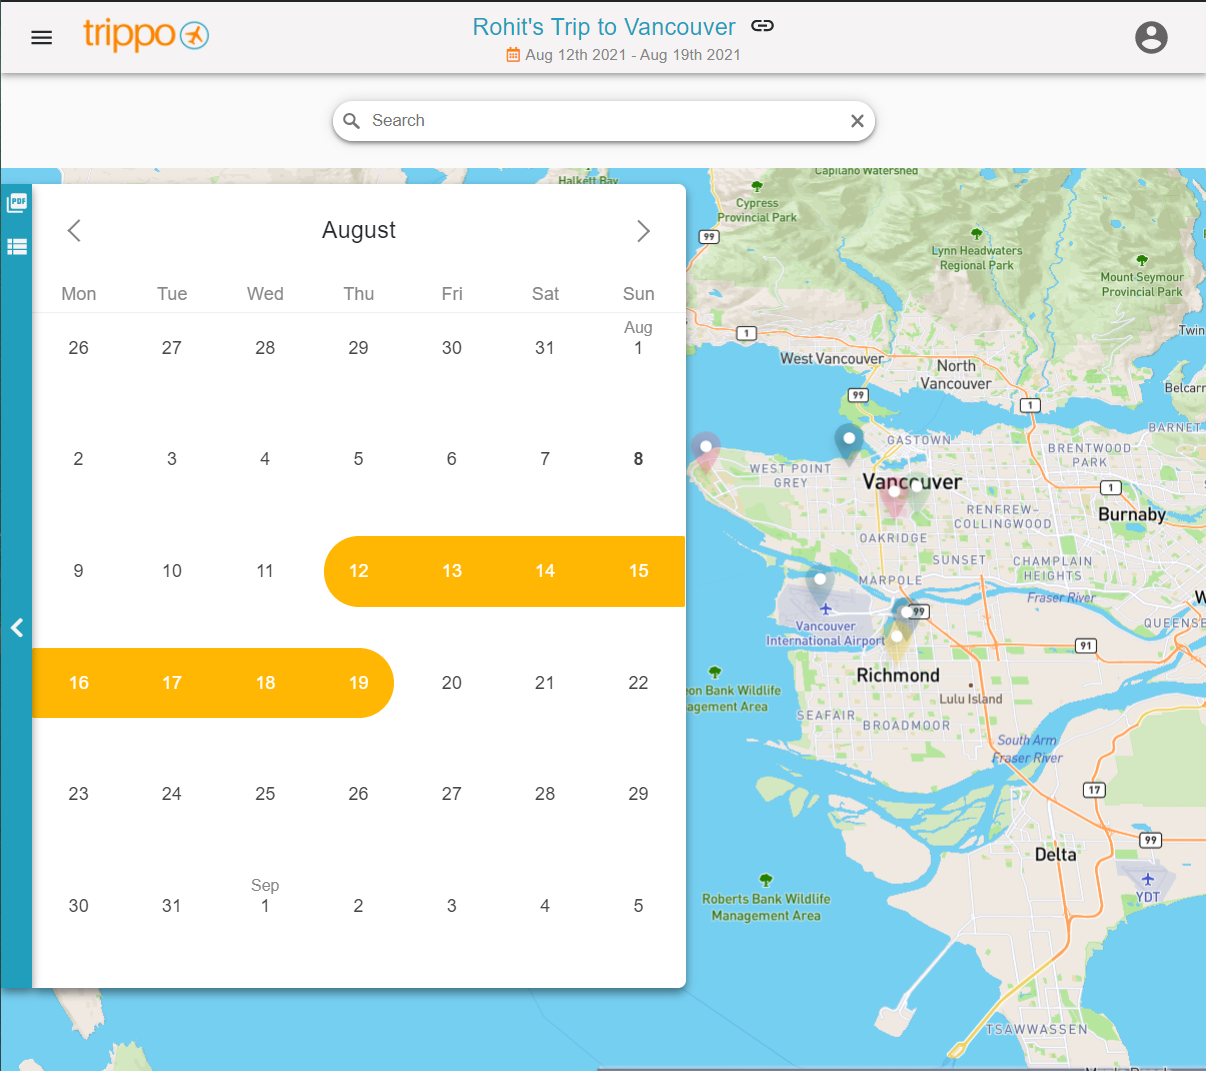 trippo
Rohit's Trip to Vancouver
Aug 12th 2021 - Aug 19th 2021
Search
PDF
August
Mon Tue Wed Thu Fri Sat Sun
26 27 28 29 30 31 Aug 1
2 3 4 5 6 7 8
9 10 11 12 13 14 15
16 17 18 19 20 21 22
23 24 25 26 27 28 29
30 31 Sep 1 2 3 4 5
Halkett Bay
Capilano Watershed
Cypress
Provincial Park
99
Lynn Headwaters
Regional Park
Mount Seymour
Provincial Park
1
Twin
West Vancouver
North
Vancouver
Belcarr
99
1
GASTOWN
BARNET
BRENTWOOD
PARK
WEST POINT
GREY
Vancouver
1
RENFREW-
COLLINGWOOD
Burnaby
OAKRIDGE
SUNSET
CHAMPLAIN
HEIGHTS
MARPOLE
Fraser River
W
99
QUEENSB
Vancouver
International Airport
91
Richmond
eon Bank Wildlife
agement Area
Lulu Island
SEAFAIR
BROADMOOR
South Arm
Fraser River
17
99
Delta
YDT
Roberts Bank Wildlife
Management Area
TSAWWASSEN